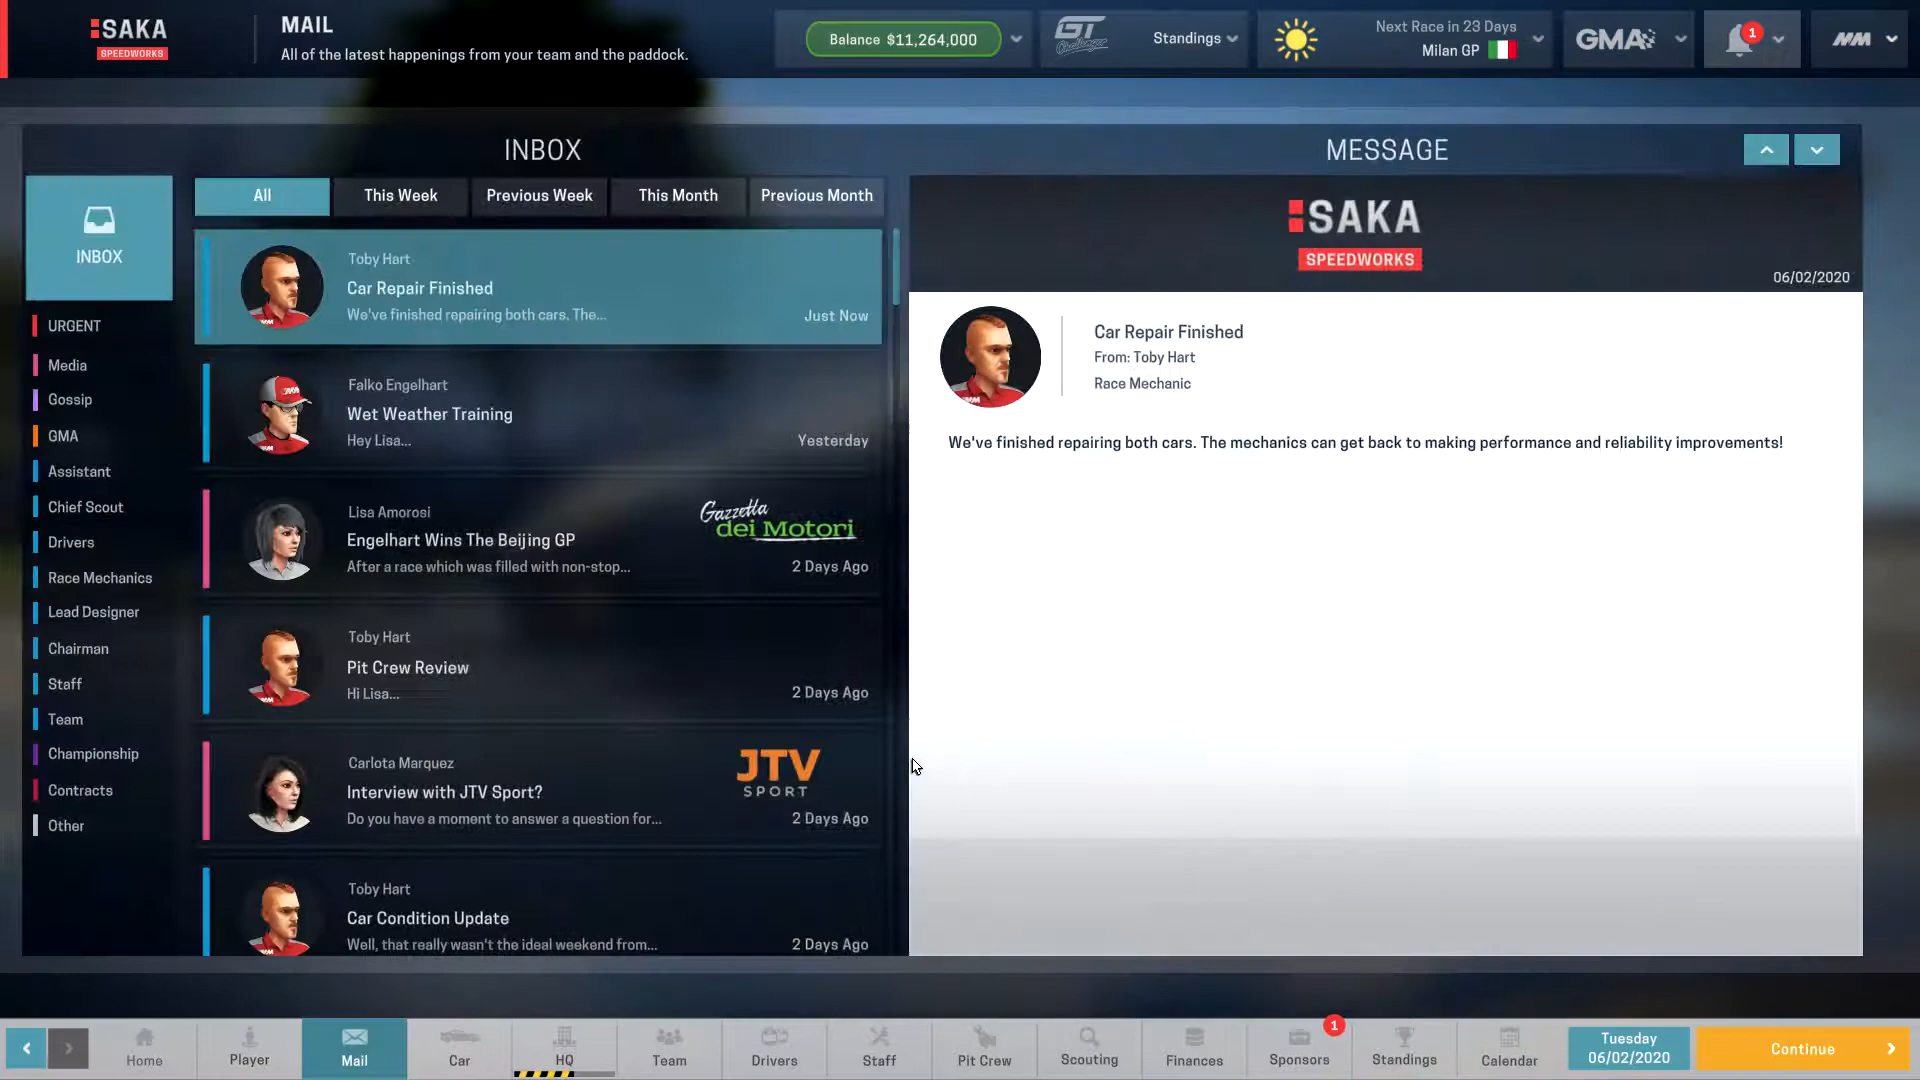 SAKA
SPEEDWORKS
MAIL
All of the latest happenings from your team and the paddock.
Balance $11,264,000
GT
Challenger
Standings
Next Race in 23 Days
Milan GP
GMA
1
MM
INBOX
MESSAGE
INBOX
URGENT
Media
Gossip
GMA
Assistant
Chief Scout
Drivers
Race Mechanics
Lead Designer
Chairman
Staff
Team
Championship
Contracts
Other
All
This Week
Previous Week
This Month
Previous Month
Toby Hart
Car Repair Finished
We've finished repairing both cars. The...
Just Now
Falko Engelhart
Wet Weather Training
Hey Lisa...
Yesterday
Lisa Amorosi
Engelhart Wins The Beijing GP
After a race which was filled with non-stop...
Gazzetta
dei Motori
2 Days Ago
Toby Hart
Pit Crew Review
Hi Lisa...
2 Days Ago
Carlota Marquez
Interview with JTV Sport?
Do you have a moment to answer a question for...
JTV
SPORT
2 Days Ago
Toby Hart
Car Condition Update
Well, that really wasn't the ideal weekend from...
2 Days Ago
SAKA
SPEEDWORKS
06/02/2020
Car Repair Finished
From: Toby Hart
Race Mechanic
We've finished repairing both cars. The mechanics can get back to making performance and reliability improvements!
Home
Player
Mail
Car
HQ
Team
Drivers
Staff
Pit Crew
Scouting
Finances
Sponsors
1
Standings
Calendar
Tuesday
06/02/2020
Continue